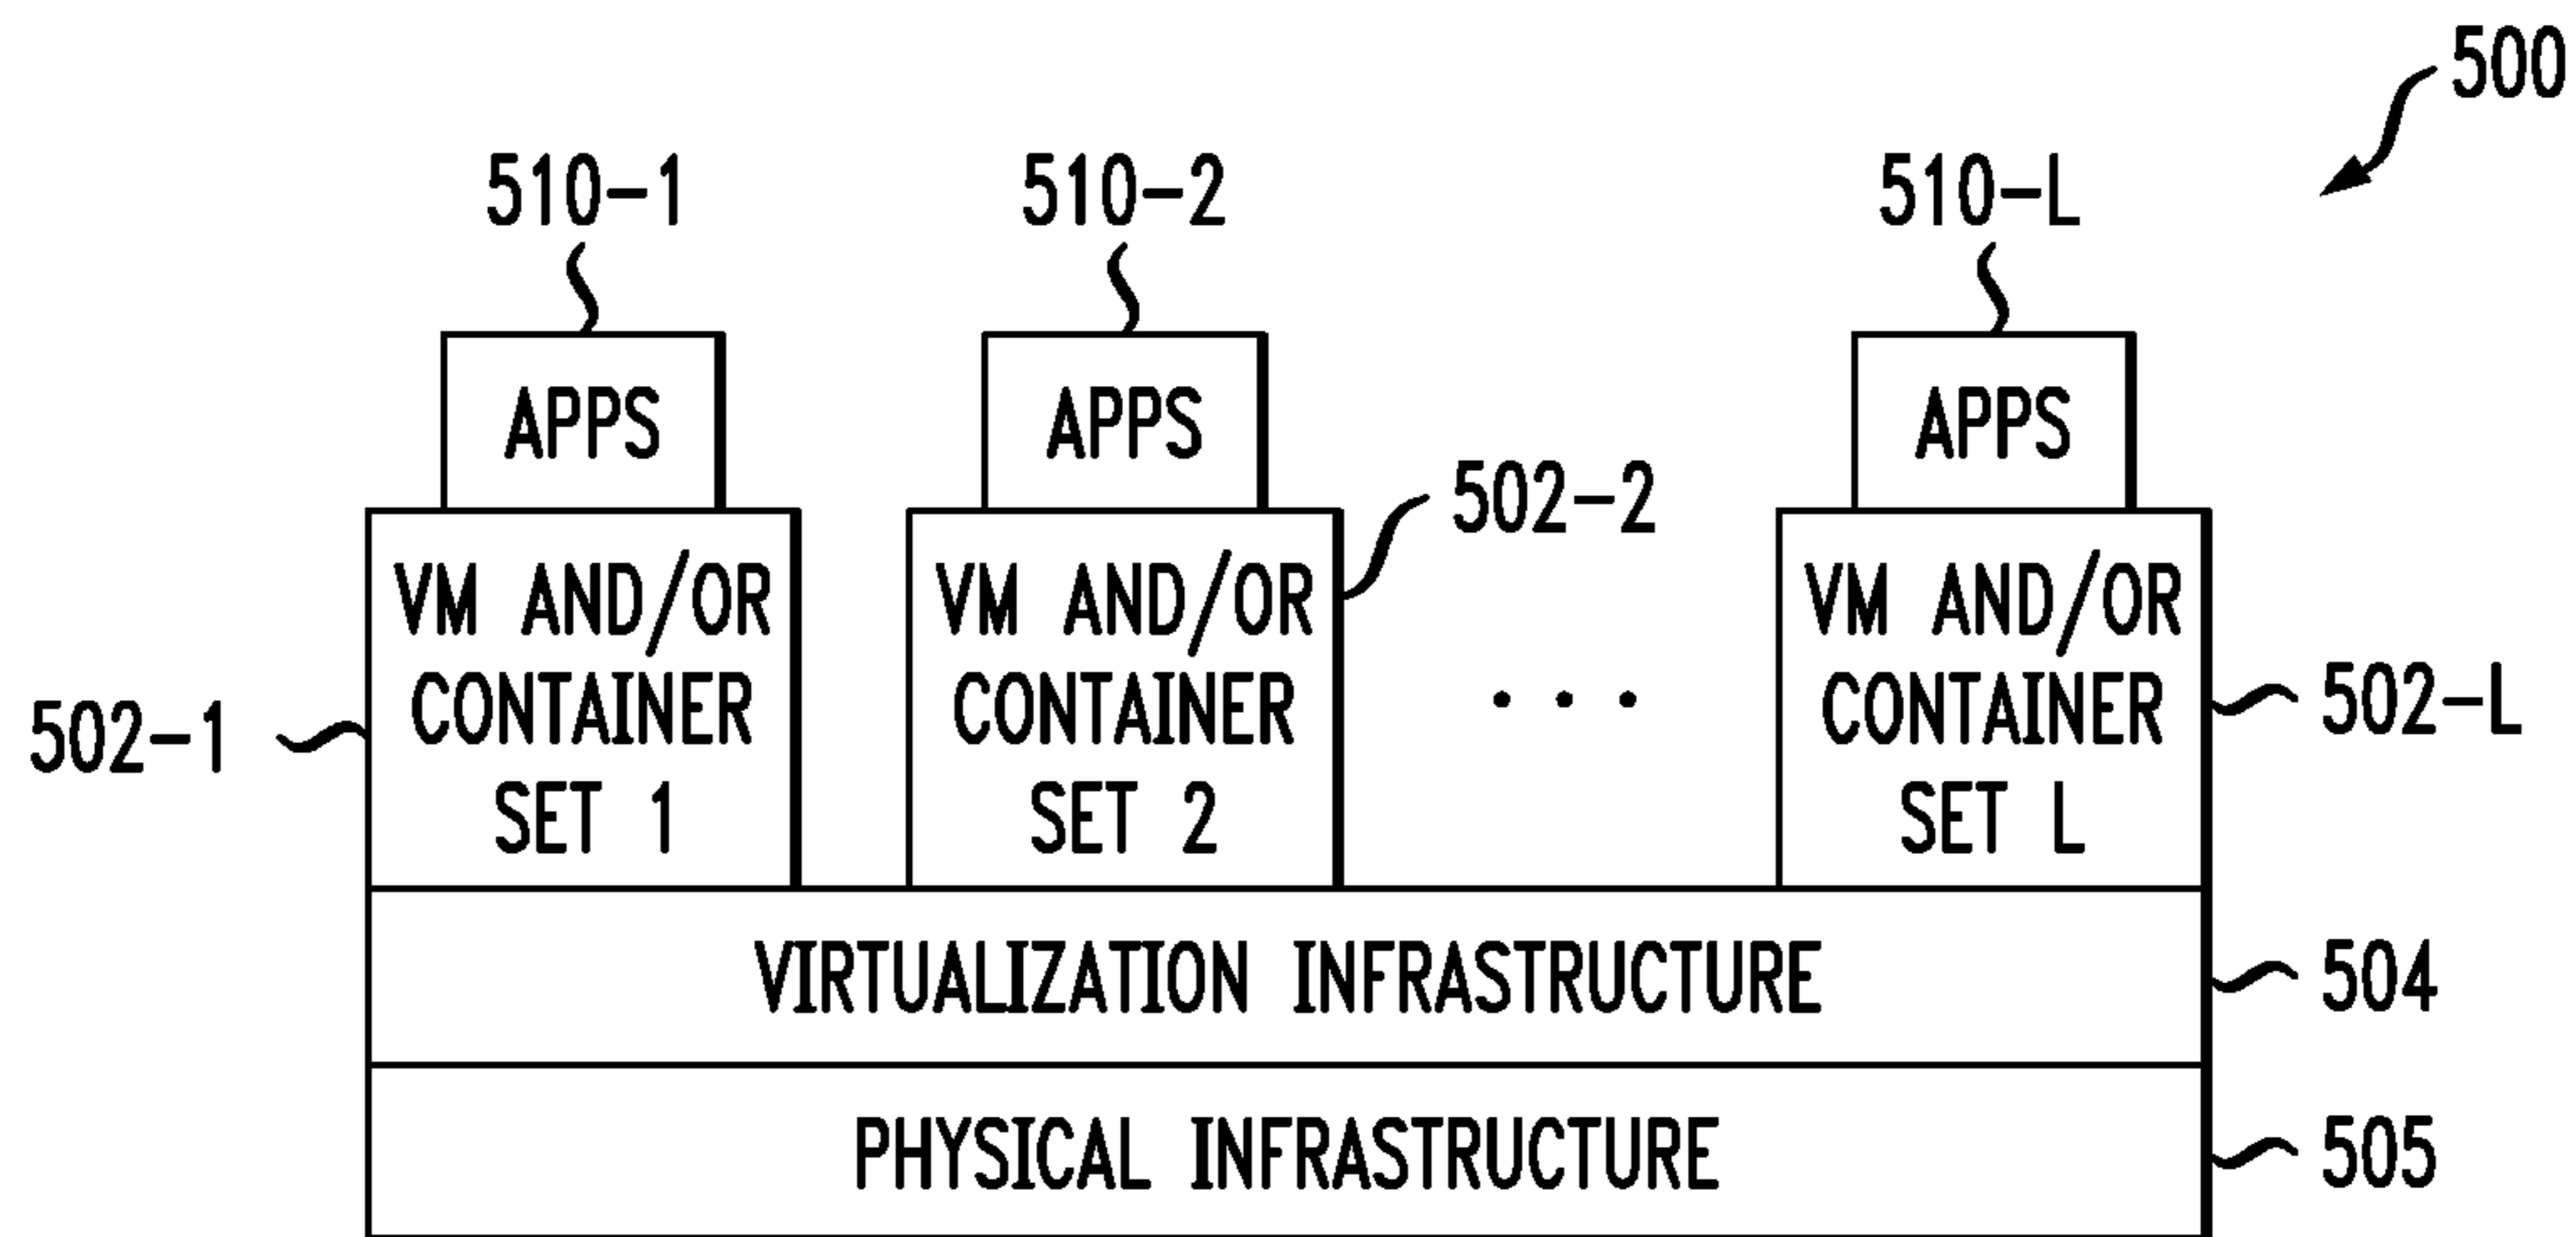 500
510-1
510-2
510-L
APPS
APPS
APPS
502-2
VM AND/OR
CONTAINER
SET 1
VM AND/OR
CONTAINER
SET 2
. . .
VM AND/OR
CONTAINER
SET L
502-1
502-L
VIRTUALIZATION INFRASTRUCTURE
504
PHYSICAL INFRASTRUCTURE
505